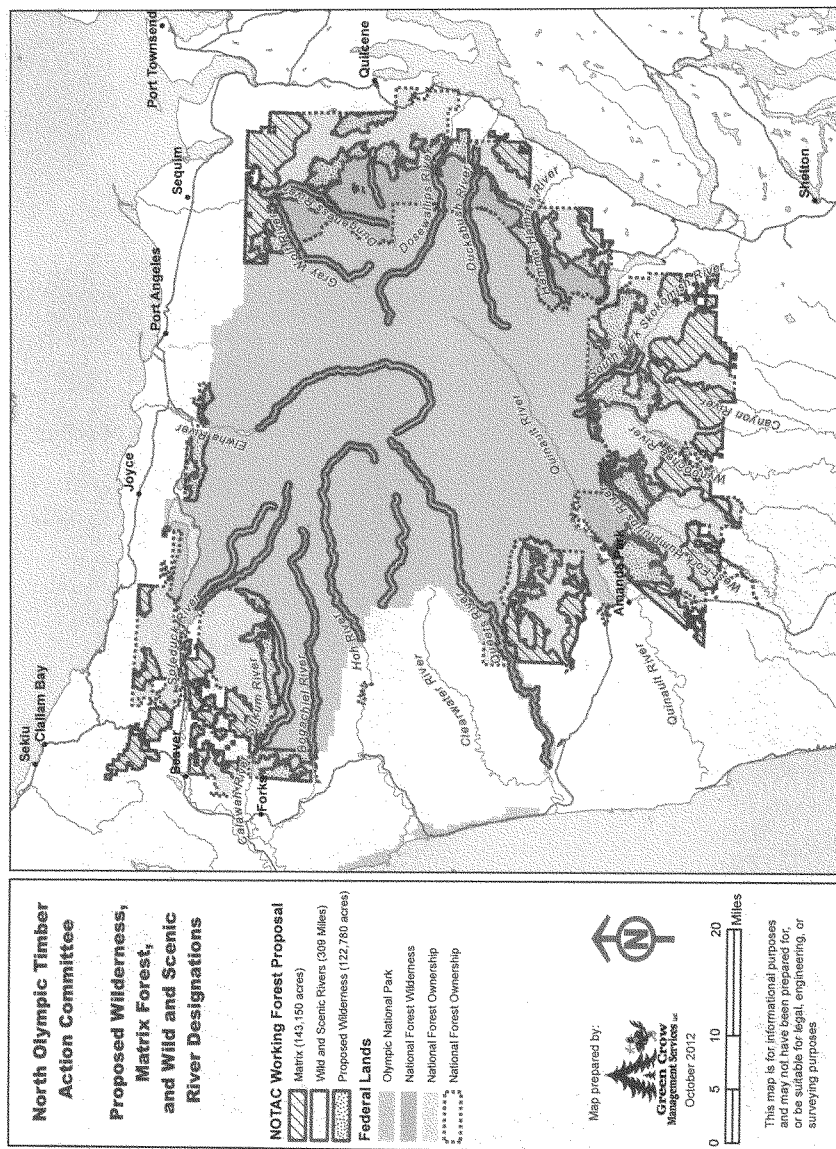 North Olympic Timber
Action Committee
Proposed Wilderness,
Matrix Forest,
and Wild and Scenic
River Designations
NOTAC Working Forest Proposal
Matrix (143,150 acres)
Wild and Scenic Rivers (309 Miles)
Proposed Wilderness (122,780 acres)
Federal Lands
Olympic National Park
National Forest Wilderness
National Forest Ownership
National Forest Ownership
Map prepared by:
Green Crow
Management Services LLC
October 2012
N
0 5 10 20
Miles
This map is for informational purposes
and may not have been prepared for,
or be suitable for legal, engineering, or
surveying purposes
Sekiu
Clallam Bay
Joyce
Port Angeles
Sequim
Port Townsend
Quilcene
Beaver
Forks
Amanda Park
Shelton
Elwha River
Soleduck River
Calawah River
Bogachiel River
Hoh River
Clearwater River
Queets River
Quinault River
Quinault River
Gray Wolf River
Dungeness River
Dosewallips River
Duckabush River
Hamma Hamma River
South Fork Skokomish River
Canyon River
Wynoochee River
West Fork Humptulips River